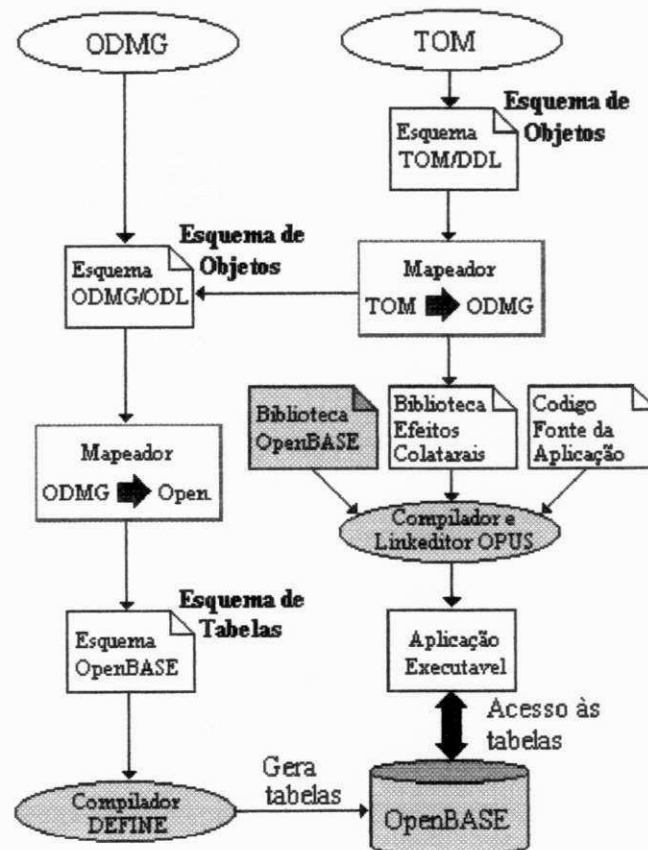 ODMG
TOM
Esquema
TOM/DDL
Esquema de
Objetos
Esquema
ODMG/ODL
Esquema de
Objetos
Mapeador
TOM ODMG
Biblioteca
OpenBASE
Biblioteca
Efeitos
Colatarais
Codigo
Fonte da
Aplicação
Mapeador
ODMG Open
Compilador e
Linkeditor OPUS
Esquema
OpenBASE
Esquema de
Tabelas
Aplicação
Executavel
Acesso às
tabelas
Compilador
DEFINE
Gera
tabelas
OpenBASE